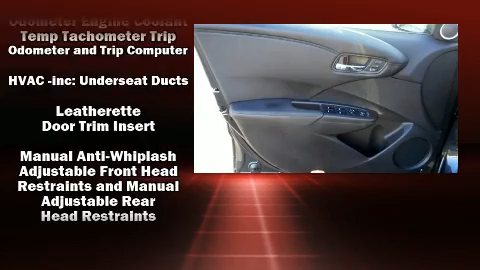 Odometer Engine Coolant
Temp Tachometer Trip
Odometer and Trip Computer
HVAC -inc: Underseat Ducts
Leatherette
Door Trim Insert
Manual Anti-Whiplash
Adjustable Front Head
Restraints and Manual
Adjustable Rear
Head Restraints